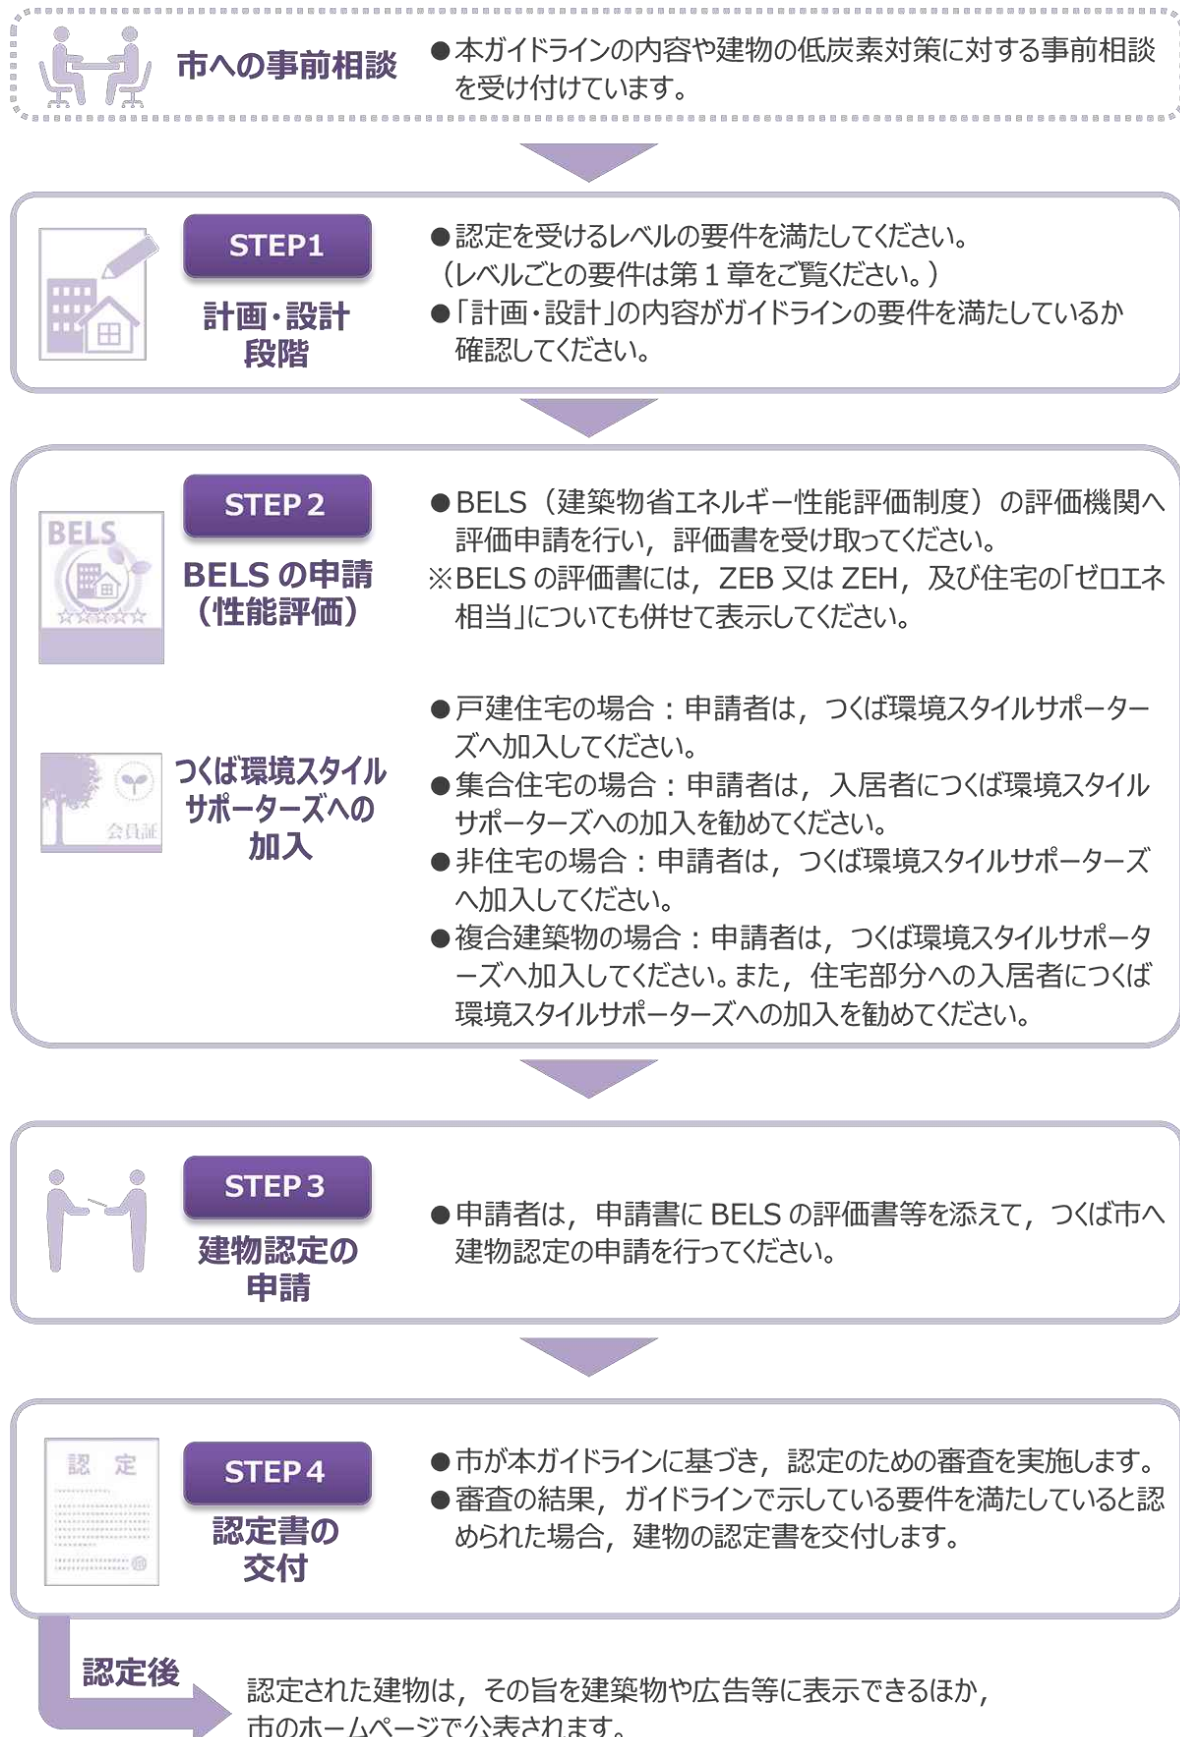 市への事前相談
●本ガイドラインの内容や建物の低炭素対策に対する事前相談
を受け付けています。
STEP1
計画・設計
段階
●認定を受けるレベルの要件を満たしてください。
（レベルごとの要件は第１章をご覧ください。）
●「計画・設計」の内容がガイドラインの要件を満たしているか
確認してください。
BELS
STEP２
BELS の申請
（性能評価）
●BELS（建築物省エネルギー性能評価制度）の評価機関へ
評価申請を行い，評価書を受け取ってください。
※BELS の評価書には，ZEB 又は ZEH，及び住宅の「ゼロエネ
相当」についても併せて表示してください。
会員証
つくば環境スタイル
サポーターズへの
加入
●戸建住宅の場合：申請者は，つくば環境スタイルサポーター
ズへ加入してください。
●集合住宅の場合：申請者は，入居者につくば環境スタイル
サポーターズへの加入を勧めてください。
●非住宅の場合：申請者は，つくば環境スタイルサポーターズ
へ加入してください。
●複合建築物の場合：申請者は，つくば環境スタイルサポータ
ーズへ加入してください。また，住宅部分への入居者につくば
環境スタイルサポーターズへの加入を勧めてください。
STEP３
建物認定の
申請
●申請者は，申請書に BELS の評価書等を添えて，つくば市へ
建物認定の申請を行ってください。
認 定
STEP４
認定書の
交付
●市が本ガイドラインに基づき，認定のための審査を実施します。
●審査の結果，ガイドラインで示している要件を満たしていると認
められた場合，建物の認定書を交付します。
認定後
認定された建物は，その旨を建築物や広告等に表示できるほか，
市のホームページで公表されます。